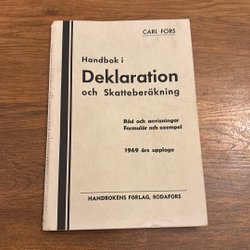 CARL FORS
Handbok i
Deklaration
och Skatteberäkning
Råd och anvisningar
Formulär och exempel
1969 års upplaga
HANDBOKENS FÖRLAG, BODAFORS